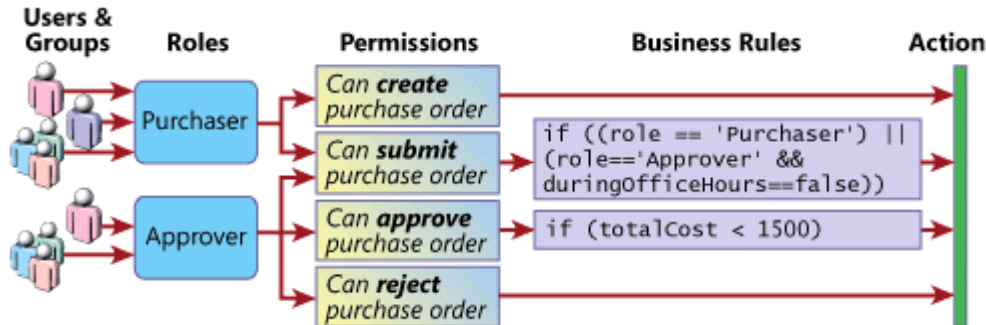 Users &
Groups
Roles
Permissions
Business Rules
Action
Purchaser
Approver
Can create
purchase order
Can submit
purchase order
Can approve
purchase order
Can reject
purchase order
if ((role == 'Purchaser') ||
(role=='Approver' &&
duringOfficeHours==false))
if (totalCost < 1500)